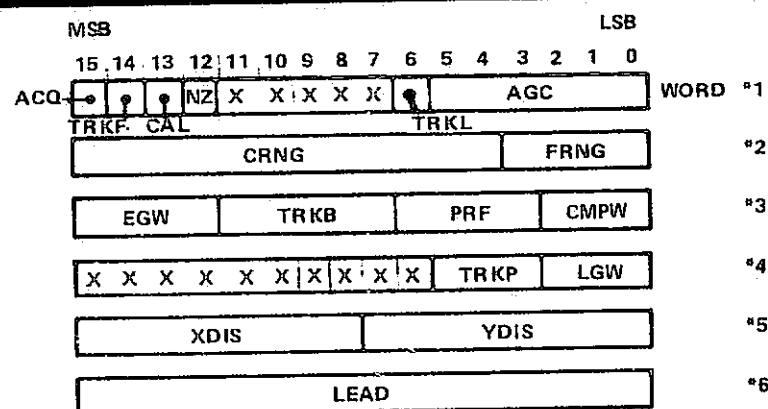 MSB LSB
15 14 13 12 11 10 9 8 7 6 5 4 3 2 1 0
ACQ NZ X X X X X AGC WORD #1
TRKF CAL TRKL
CRNG FRNG #2
EGW TRKB PRF CMPW #3
X X X X X X X X X X TRKP LGW #4
XDIS YDIS #5
LEAD #6